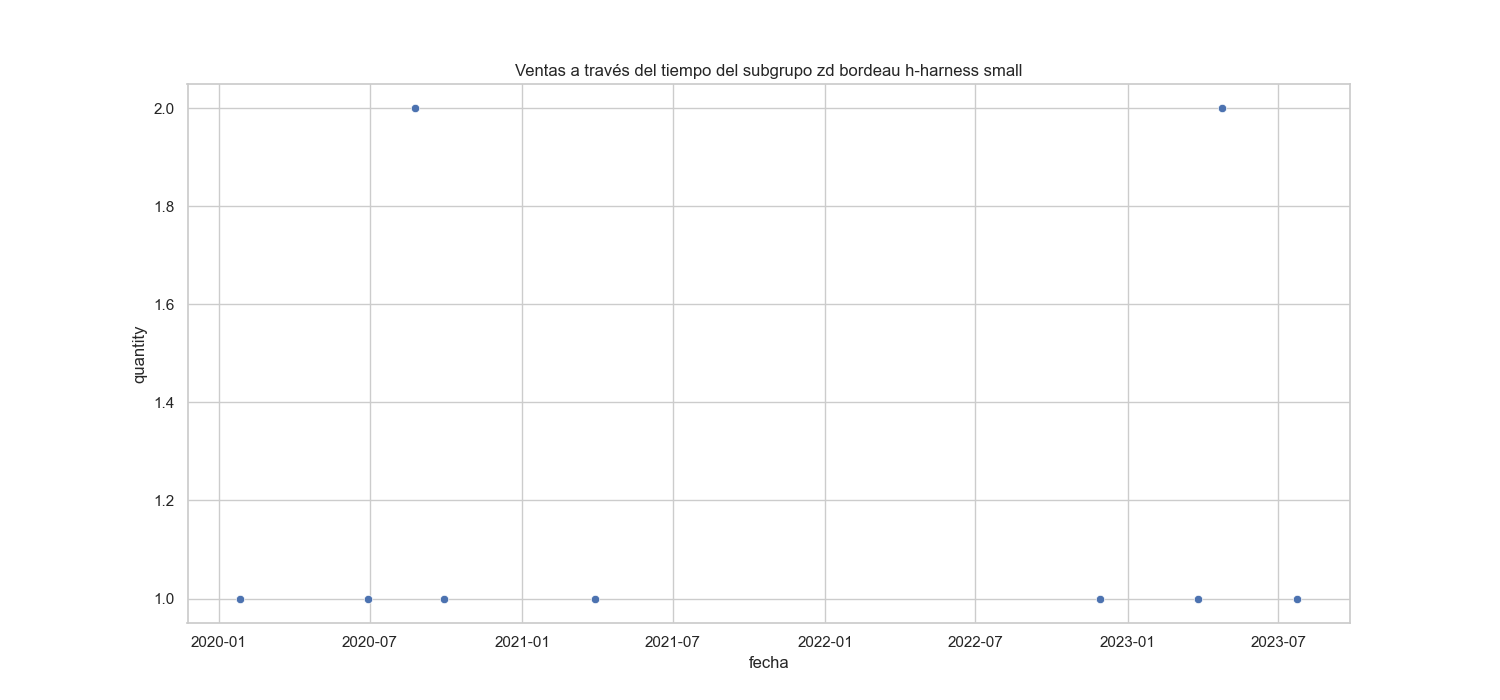 Ventas a través del tiempo del subgrupo zd bordeau h-harness small
2.0
1.8
1.6
1.4
1.2
1.0
quantity
2020-01 2020-07 2021-01 2021-07 2022-01 2022-07 2023-01 2023-07
fecha